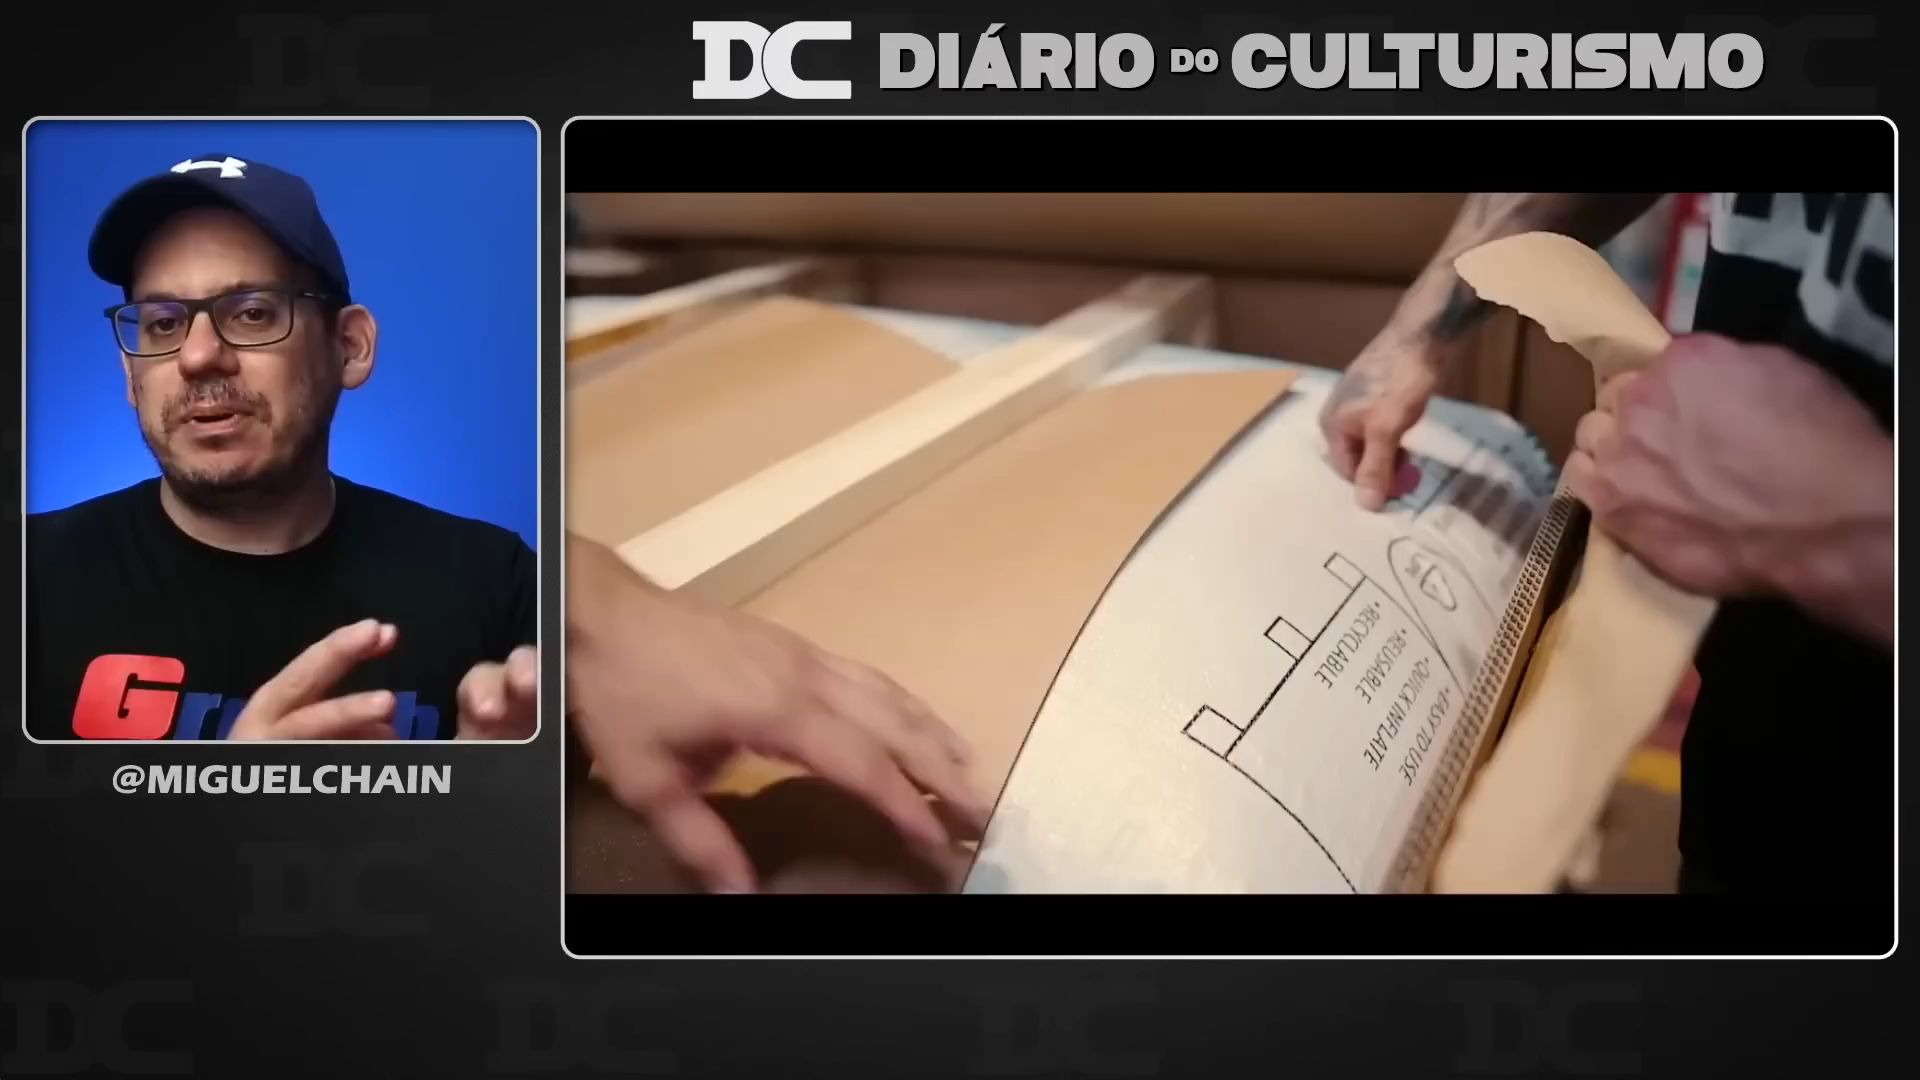 DC DIÁRIO DO CULTURISMO
@MIGUELCHAIN
• RECYCLABLE
• REUSABLE
• QUICK INFLATE
• EASY TO USE